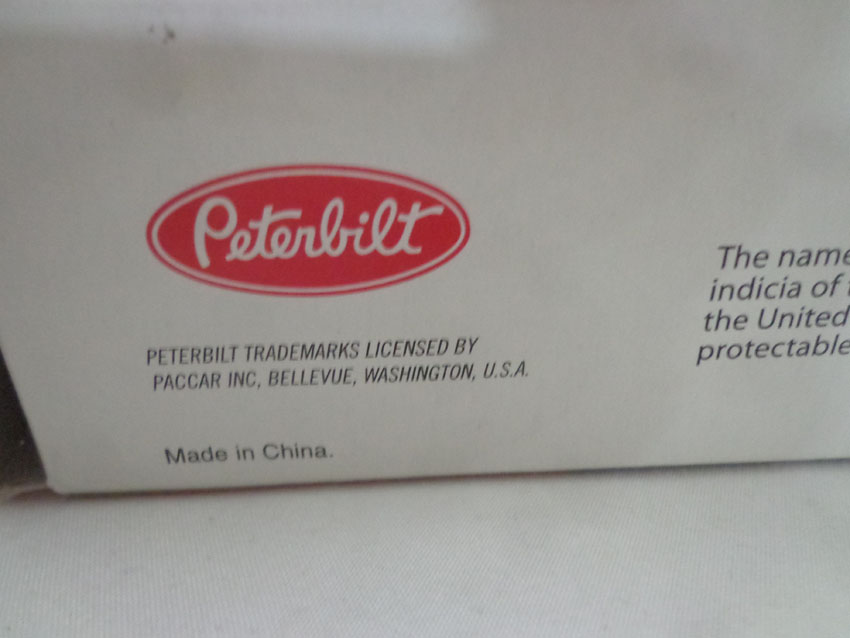 Peterbilt
PETERBILT TRADEMARKS LICENSED BY
PACCAR INC, BELLEVUE, WASHINGTON, U.S.A.
Made in China.
The name
indicia of
the United
protectable